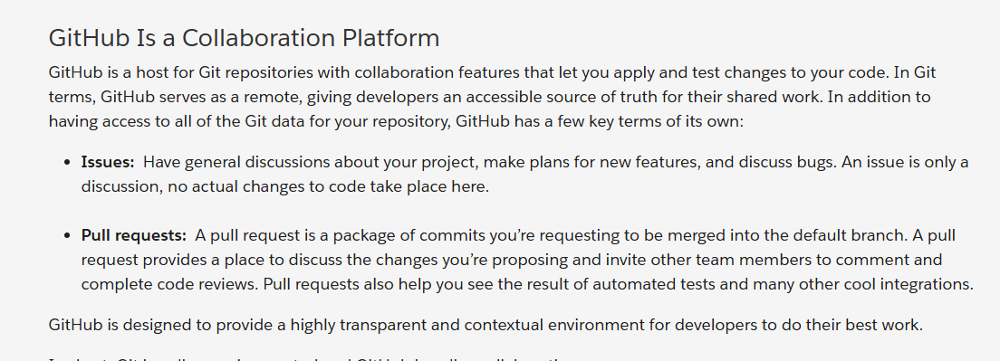 GitHub Is a Collaboration Platform
GitHub is a host for Git repositories with collaboration features that let you apply and test changes to your code. In Git
terms, GitHub serves as a remote, giving developers an accessible source of truth for their shared work. In addition to
having access to all of the Git data for your repository, GitHub has a few key terms of its own:
• Issues: Have general discussions about your project, make plans for new features, and discuss bugs. An issue is only a
discussion, no actual changes to code take place here.
• Pull requests: A pull request is a package of commits you’re requesting to be merged into the default branch. A pull
request provides a place to discuss the changes you’re proposing and invite other team members to comment and
complete code reviews. Pull requests also help you see the result of automated tests and many other cool integrations.
GitHub is designed to provide a highly transparent and contextual environment for developers to do their best work.